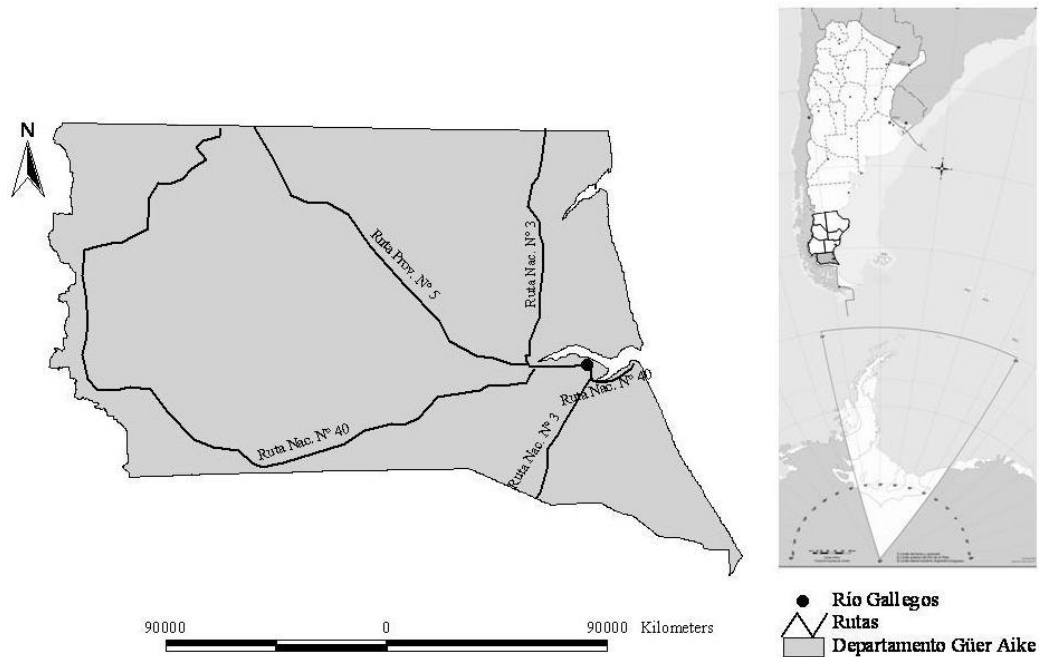 N
Ruta Prov. Nº 5
Ruta Nac. Nº 3
Ruta Nac. Nº 40
Ruta Nac. Nº 3
Ruta Nac. Nº 40
90000 0 90000 Kilometers
Río Gallegos
Rutas
Departamento Güer Aike